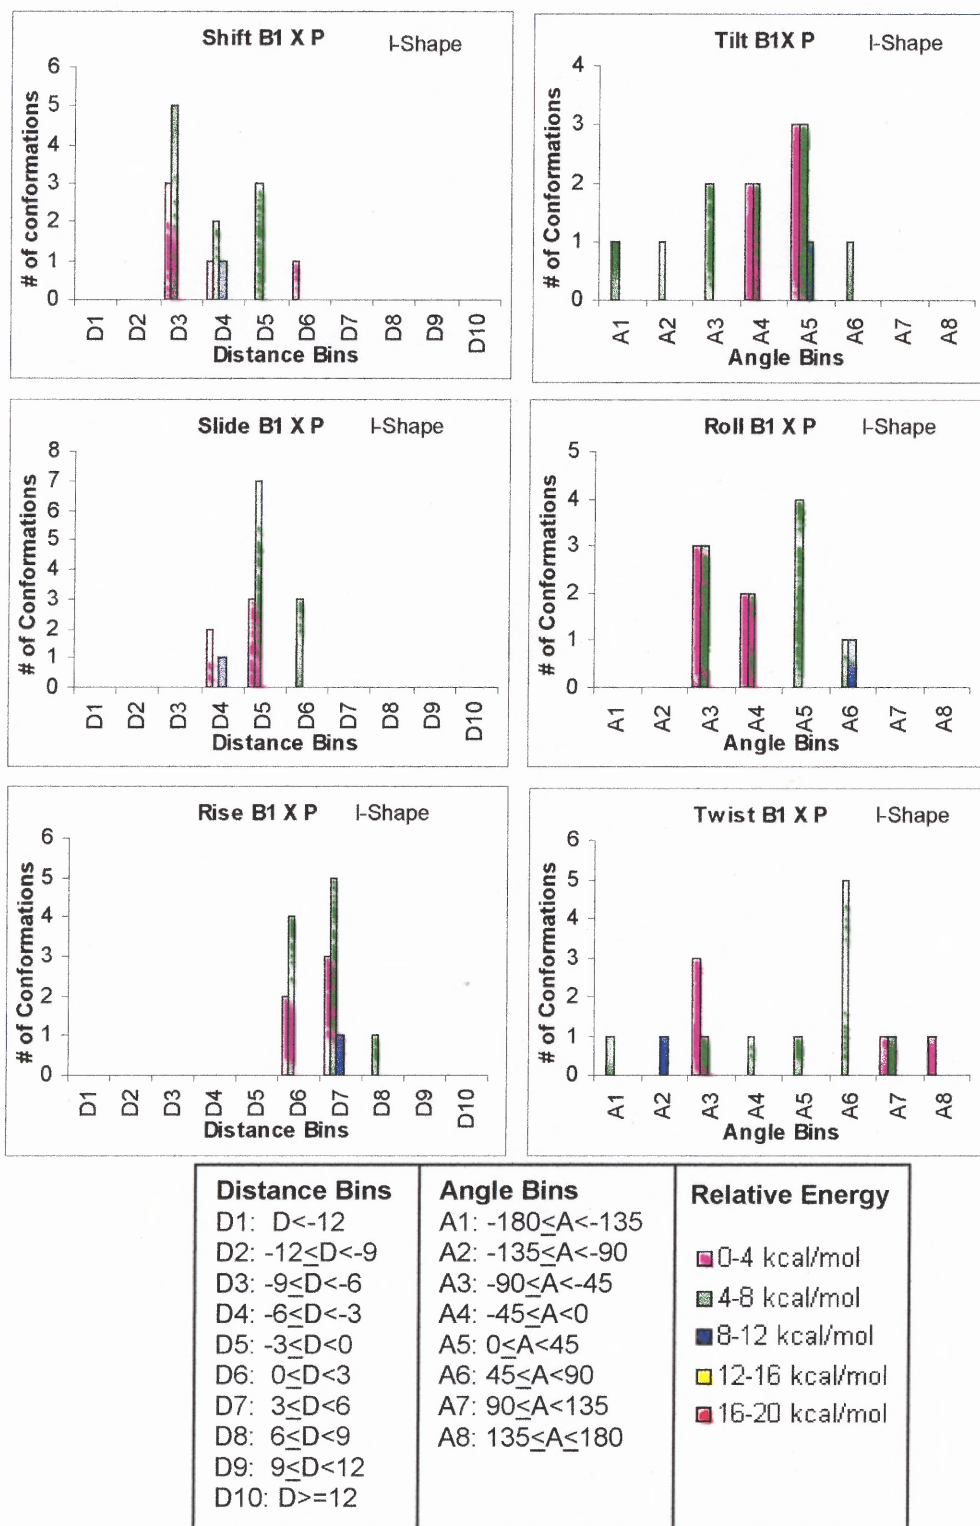 Shift B1 X P I-Shape
# of conformations
6
5
4
3
2
1
0
D1 D2 D3 D4 D5 D6 D7 D8 D9 D10
Distance Bins
Tilt B1X P I-Shape
# of Conformations
4
3
2
1
0
A1 A2 A3 A4 A5 A6 A7 A8
Angle Bins
Slide B1 X P I-Shape
# of Conformations
8
7
6
5
4
3
2
1
0
D1 D2 D3 D4 D5 D6 D7 D8 D9 D10
Distance Bins
Roll B1 X P I-Shape
# of Conformations
5
4
3
2
1
0
A1 A2 A3 A4 A5 A6 A7 A8
Angle Bins
Rise B1 X P I-Shape
# of Conformations
6
5
4
3
2
1
0
D1 D2 D3 D4 D5 D6 D7 D8 D9 D10
Distance Bins
Twist B1 X P I-Shape
# of Conformations
6
5
4
3
2
1
0
A1 A2 A3 A4 A5 A6 A7 A8
Angle Bins
Distance Bins
D1: D<-12
D2: -12≤D<-9
D3: -9≤D<-6
D4: -6≤D<-3
D5: -3≤D<0
D6: 0≤D<3
D7: 3≤D<6
D8: 6≤D<9
D9: 9≤D<12
D10: D>=12
Angle Bins
A1: -180≤A<-135
A2: -135≤A<-90
A3: -90≤A<-45
A4: -45≤A<0
A5: 0≤A<45
A6: 45≤A<90
A7: 90≤A<135
A8: 135≤A≤180
Relative Energy
0-4 kcal/mol
4-8 kcal/mol
8-12 kcal/mol
12-16 kcal/mol
16-20 kcal/mol